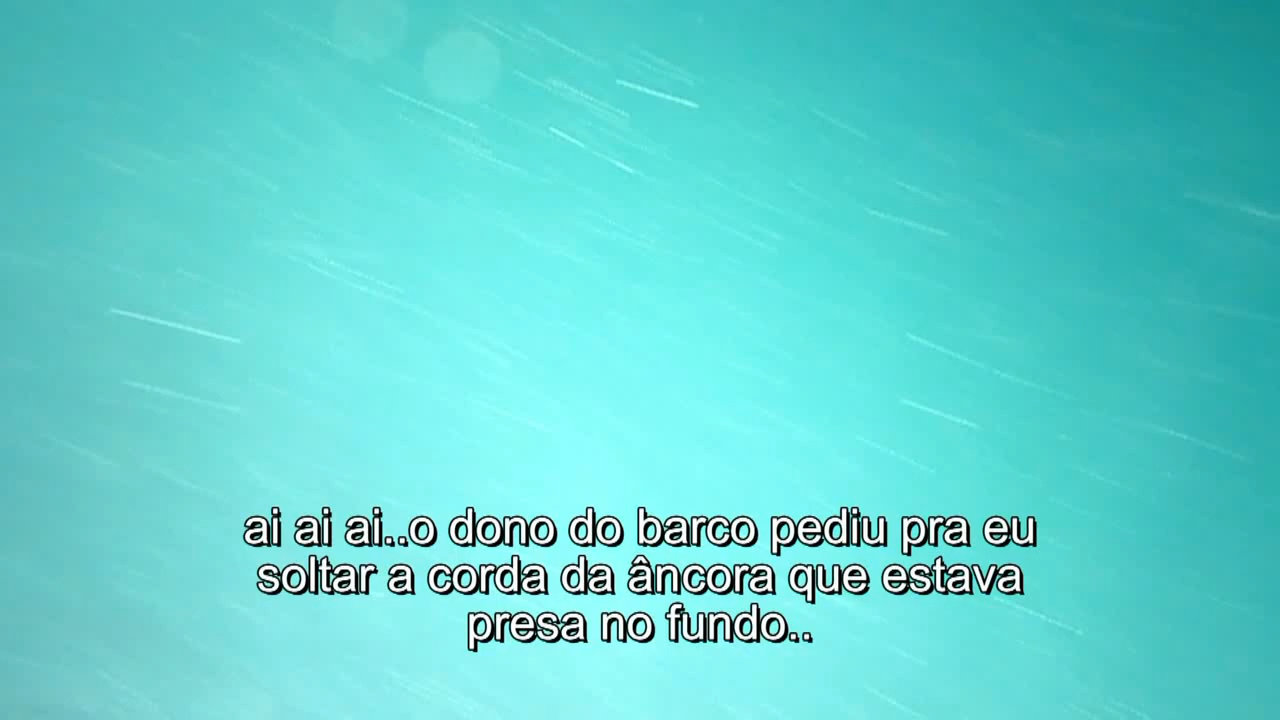 ai ai ai..o dono do barco pediu pra eu
soltar a corda da âncora que estava
presa no fundo..